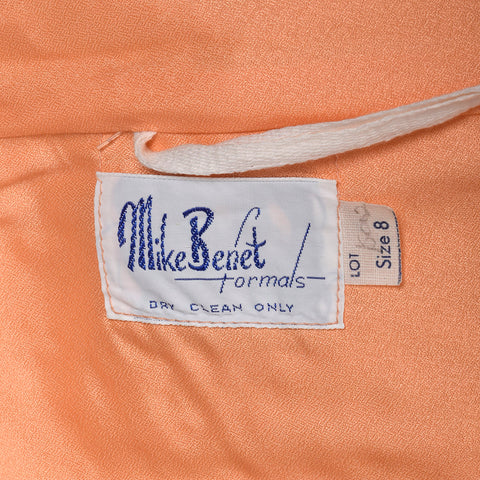 Mike Benet
formals
DRY CLEAN ONLY
LOT
Size 8